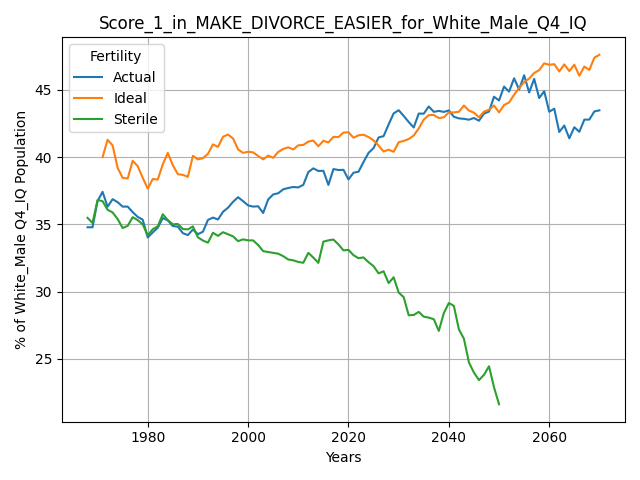 Score_1_in_MAKE_DIVORCE_EASIER_for_White_Male_Q4_IQ
Fertility
Actual
Ideal
Sterile
% of White_Male Q4_IQ Population
45
40
35
30
25
1980
2000
2020
2040
2060
Years